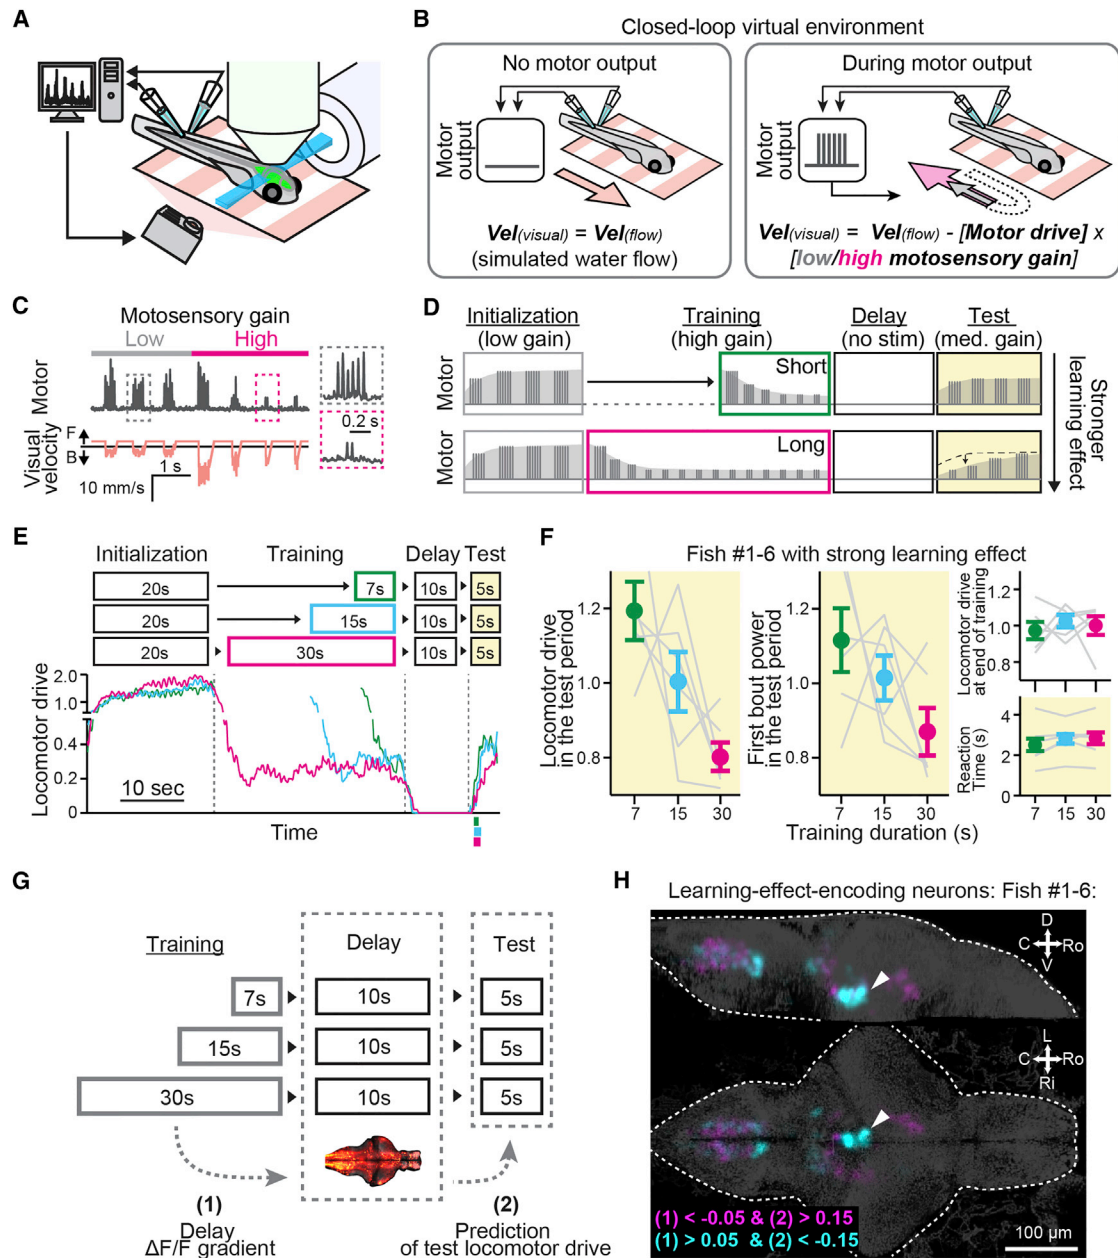 A
B
Closed-loop virtual environment
No motor output
Motor output
Vel(visual) = Vel(flow)
(simulated water flow)
During motor output
Motor output
Vel(visual) = Vel(flow) - [Motor drive] x
[low/high motosensory gain]
C
Motosensory gain
Low
High
Motor
Visual velocity
F
B
0.2 s
1 s
10 mm/s
D
Initialization
(low gain)
Training
(high gain)
Delay
(no stim)
Test
(med. gain)
Motor
Short
Motor
Long
Stronger learning effect
E
Initialization
Training
Delay
Test
20s
7s
10s
5s
20s
15s
10s
5s
20s
30s
10s
5s
Locomotor drive
2.0
1.0
0.4
0.2
0
10 sec
Time
F
Fish #1-6 with strong learning effect
Locomotor drive
in the test period
1.2
1.0
0.8
7
15
30
First bout power
in the test period
1.2
1.0
0.8
7
15
30
Locomotor drive
at end of training
1.2
1.0
0.8
Reaction
Time (s)
4
2
0
7
15
30
Training duration (s)
G
Training
Delay
Test
7s
10s
5s
15s
10s
5s
30s
10s
5s
(1)
Delay
ΔF/F gradient
(2)
Prediction
of test locomotor drive
H
Learning-effect-encoding neurons: Fish #1-6:
D
C
Ro
V
L
C
Ro
Ri
(1) < -0.05 & (2) > 0.15
(1) > 0.05 & (2) < -0.15
100 µm